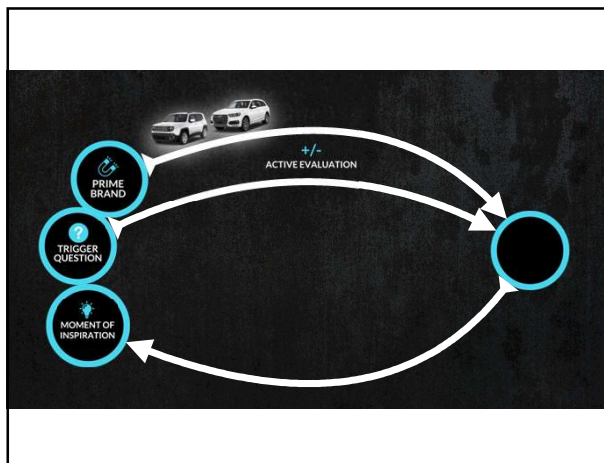 +/-
ACTIVE EVALUATION
PRIME
BRAND
?
TRIGGER
QUESTION
MOMENT OF
INSPIRATION